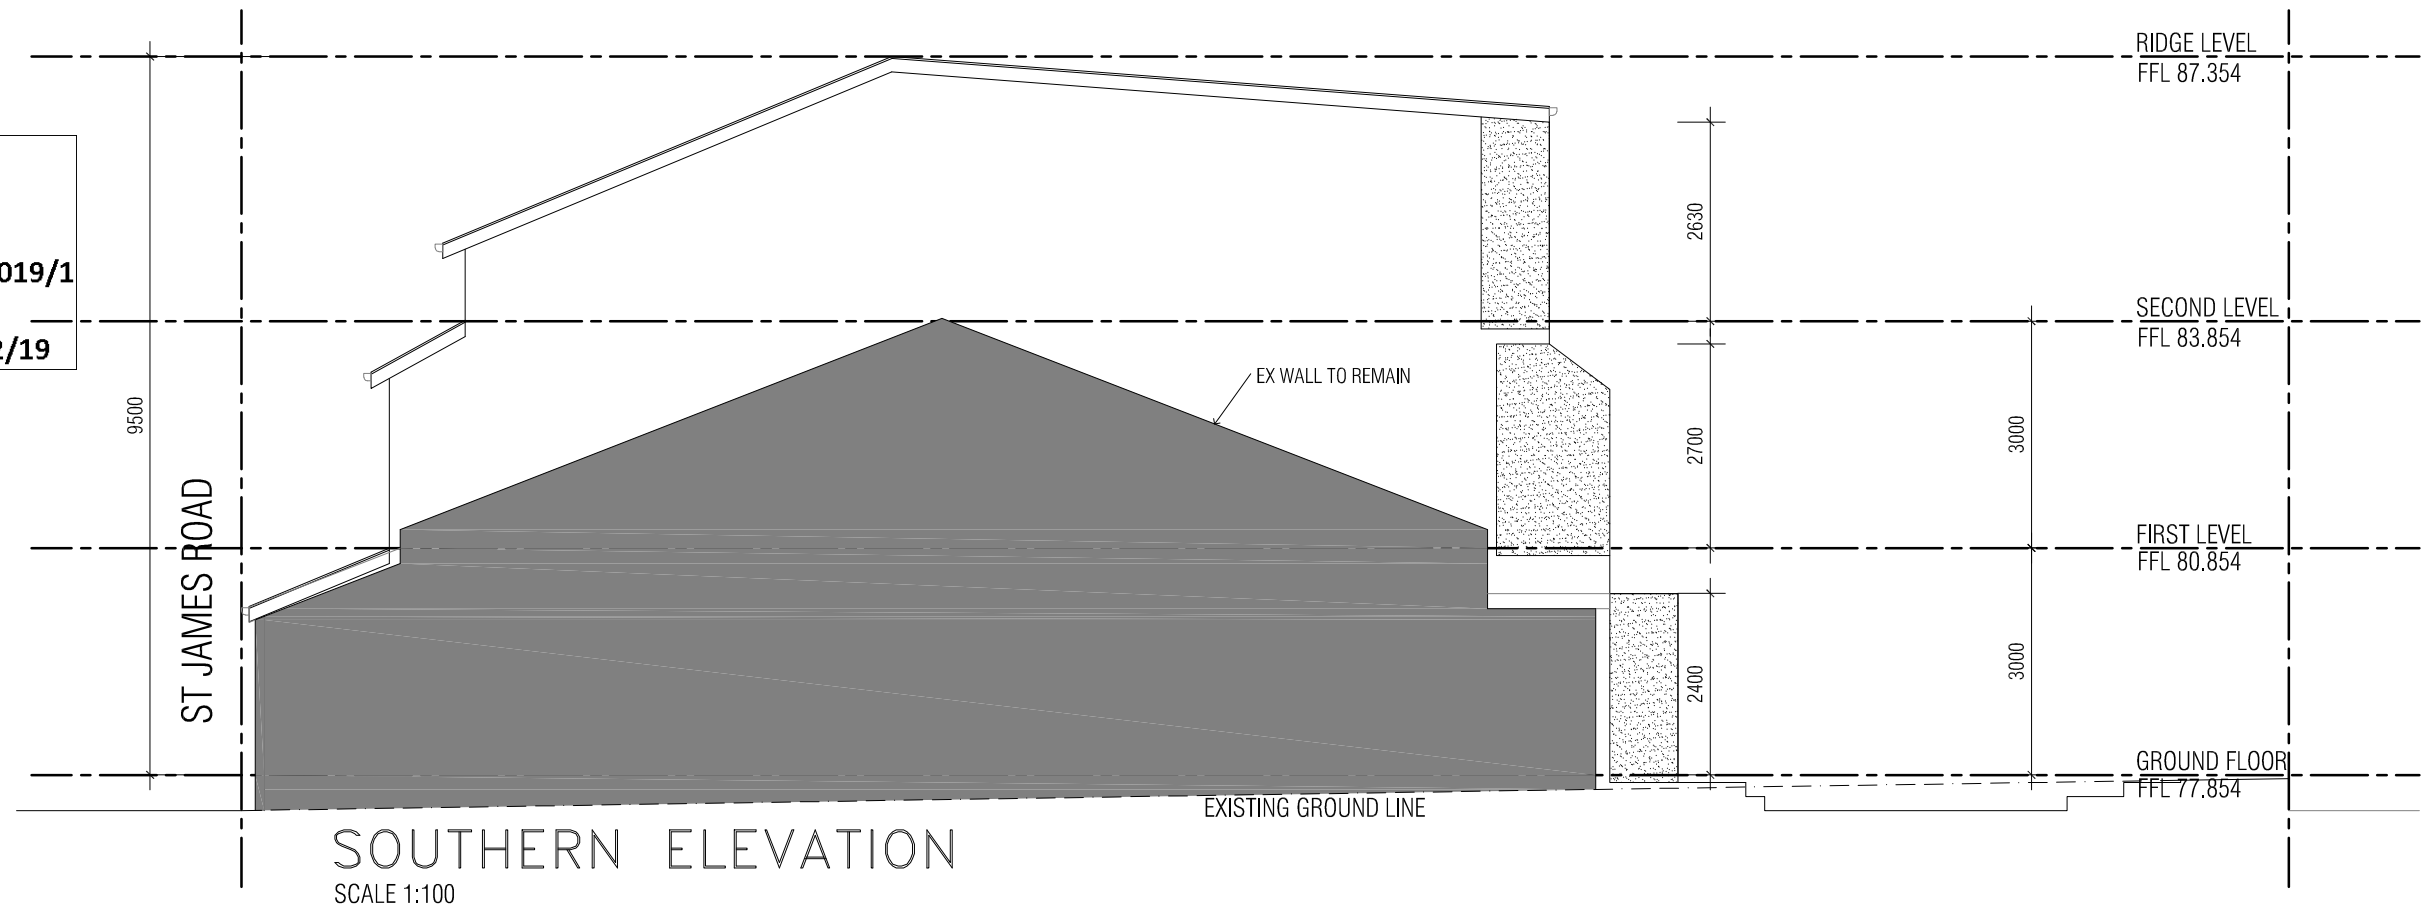 RIDGE LEVEL
FFL 87.354
019/1
2/19
2630
SECOND LEVEL
FFL 83.854
EX WALL TO REMAIN
9500
2700
3000
ST JAMES ROAD
FIRST LEVEL
FFL 80.854
2400
3000
GROUND FLOOR
FFL 77.854
EXISTING GROUND LINE
SOUTHERN ELEVATION
SCALE 1:100